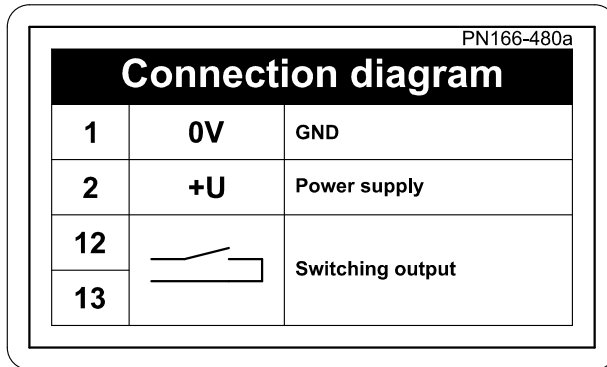 PN166-480a
Connection diagram
1 0V GND
2 +U Power supply
12
Switching output
13